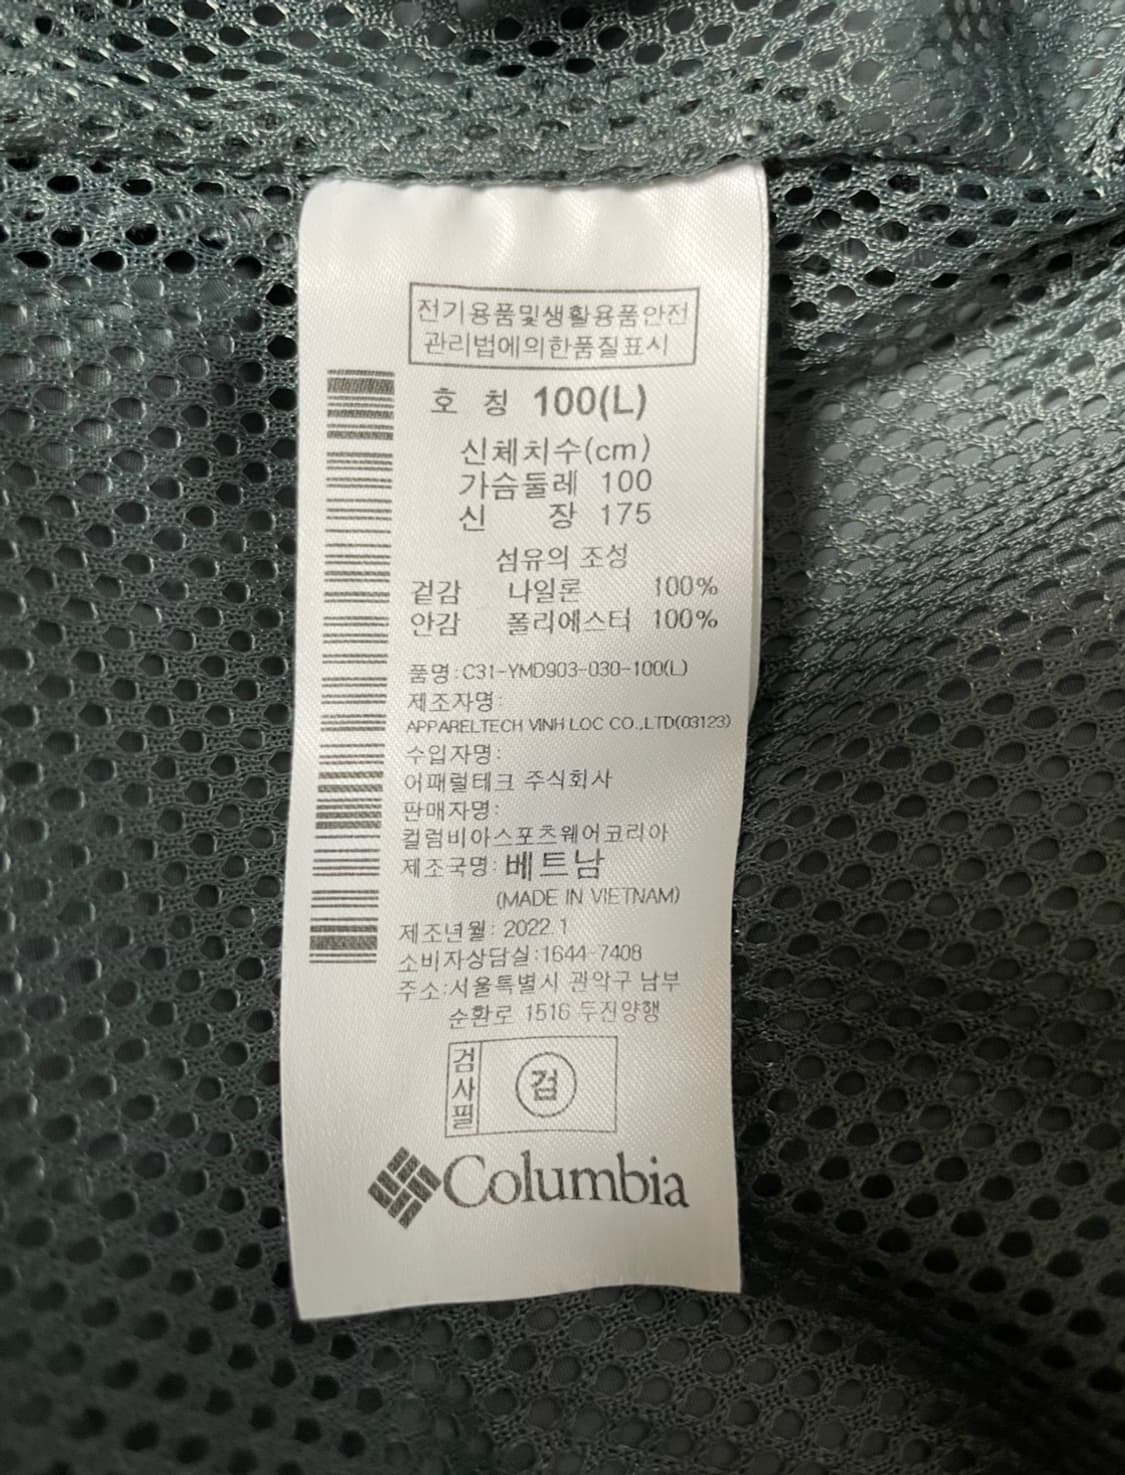 전기용품및생활용품안전
관리법에의한품질표시
호 칭 100(L)
신체치수(cm)
가슴둘레 100
신 장 175
섬유의 조성
겉감 나일론 100%
안감 폴리에스터 100%
품명:C31-YMD903-030-100(L)
제조자명:
APPARELTECH VINH LOC CO.,LTD(03123)
수입자명:
어패럴테크 주식회사
판매자명:
컬럼비아스포츠웨어코리아
제조국명: 베트남
(MADE IN VIETNAM)
제조년월: 2022.1
소비자상담실:1644-7408
주소:서울특별시 관악구 남부
순환로 1516 두진양행
검사필
검
Columbia